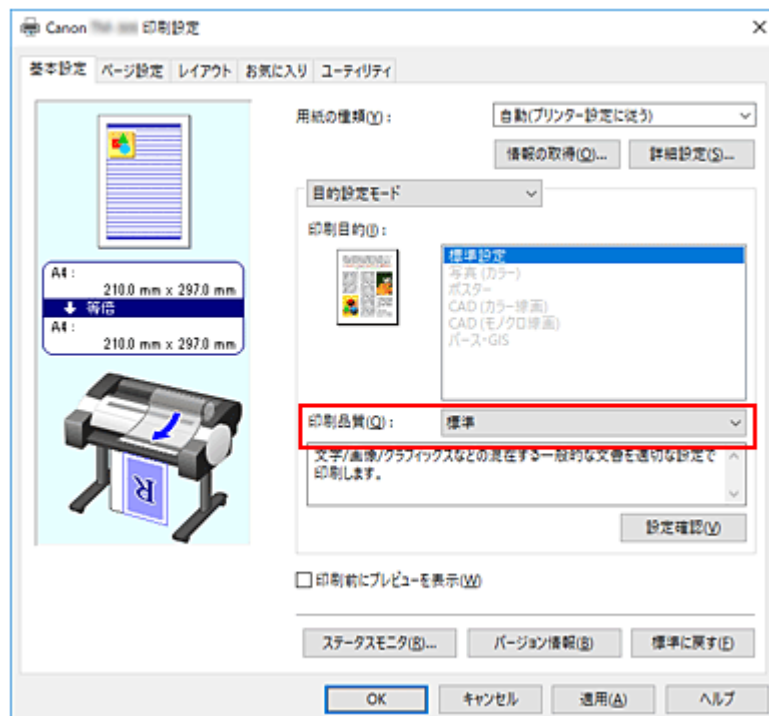 Canon 印刷設定
基本設定 ページ設定 レイアウト お気に入り ユーティリティ
用紙の種類(Y): 自動(プリンター設定に従う)
情報の取得(O)... 詳細設定(S)...
目的設定モード
印刷目的(I):
標準設定
写真 (カラー)
ポスター
CAD (カラー線画)
CAD (モノクロ線画)
パース・GIS
A4 :
210.0 mm x 297.0 mm
等倍
A4 :
210.0 mm x 297.0 mm
R
印刷品質(Q): 標準
文字/画像/グラフィックスなどの混在する一般的な文書を適切な設定で
印刷します。
設定確認(V)
印刷前にプレビューを表示(W)
ステータスモニタ(R)... バージョン情報(B) 標準に戻す(F)
OK キャンセル 適用(A) ヘルプ